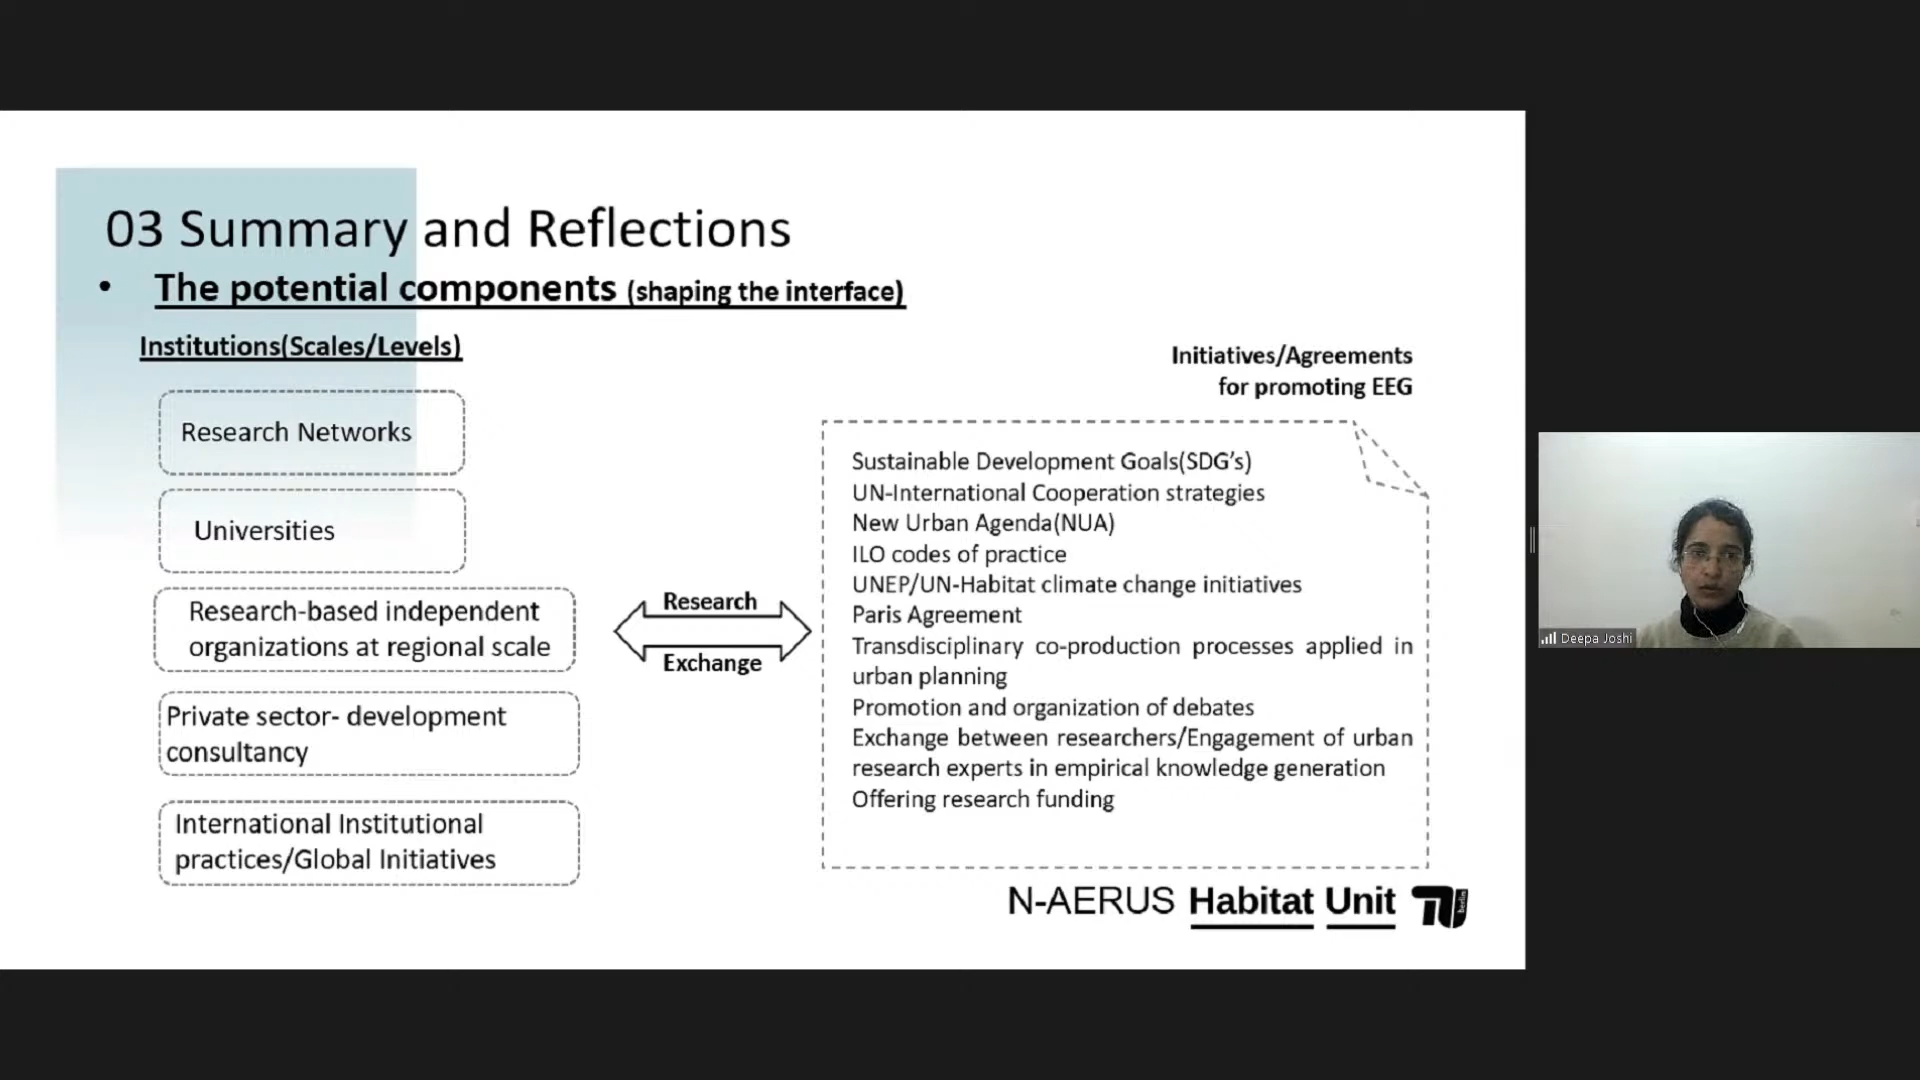 03 Summary and Reflections
• The potential components (shaping the interface)
Institutions(Scales/Levels)
Research Networks
Universities
Research-based independent
organizations at regional scale
Private sector- development
consultancy
International Institutional
practices/Global Initiatives
Research
Exchange
Initiatives/Agreements
for promoting EEG
Sustainable Development Goals(SDG's)
UN-International Cooperation strategies
New Urban Agenda(NUA)
ILO codes of practice
UNEP/UN-Habitat climate change initiatives
Paris Agreement
Transdisciplinary co-production processes applied in
urban planning
Promotion and organization of debates
Exchange between researchers/Engagement of urban
research experts in empirical knowledge generation
Offering research funding
N-AERUS Habitat Unit TU berlin
Deepa Joshi